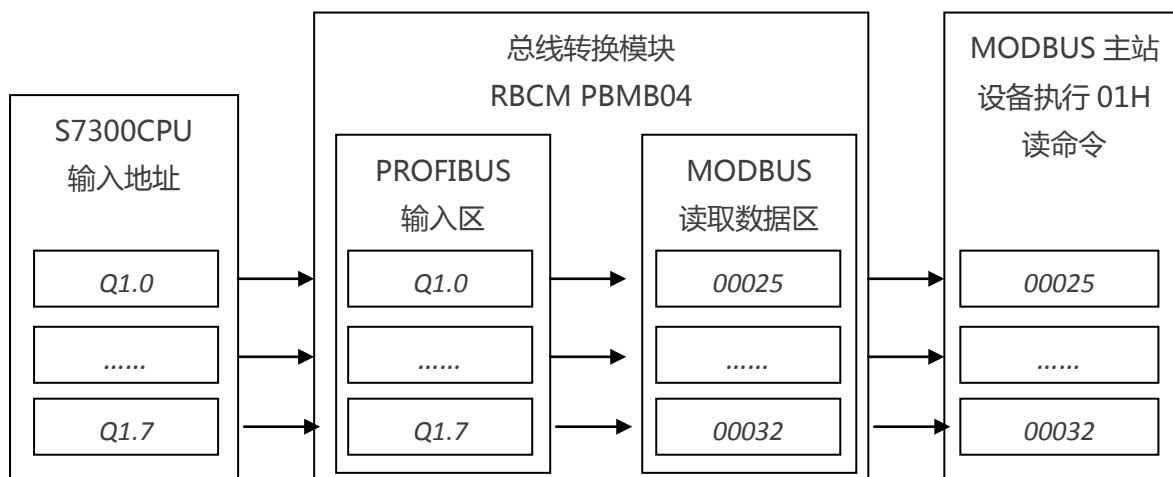 S7300CPU
输入地址
Q1.0
......
Q1.7
总线转换模块
RBCM PBMB04
PROFIBUS
输入区
Q1.0
......
Q1.7
MODBUS
读取数据区
00025
......
00032
MODBUS 主站
设备执行 01H
读命令
00025
......
00032